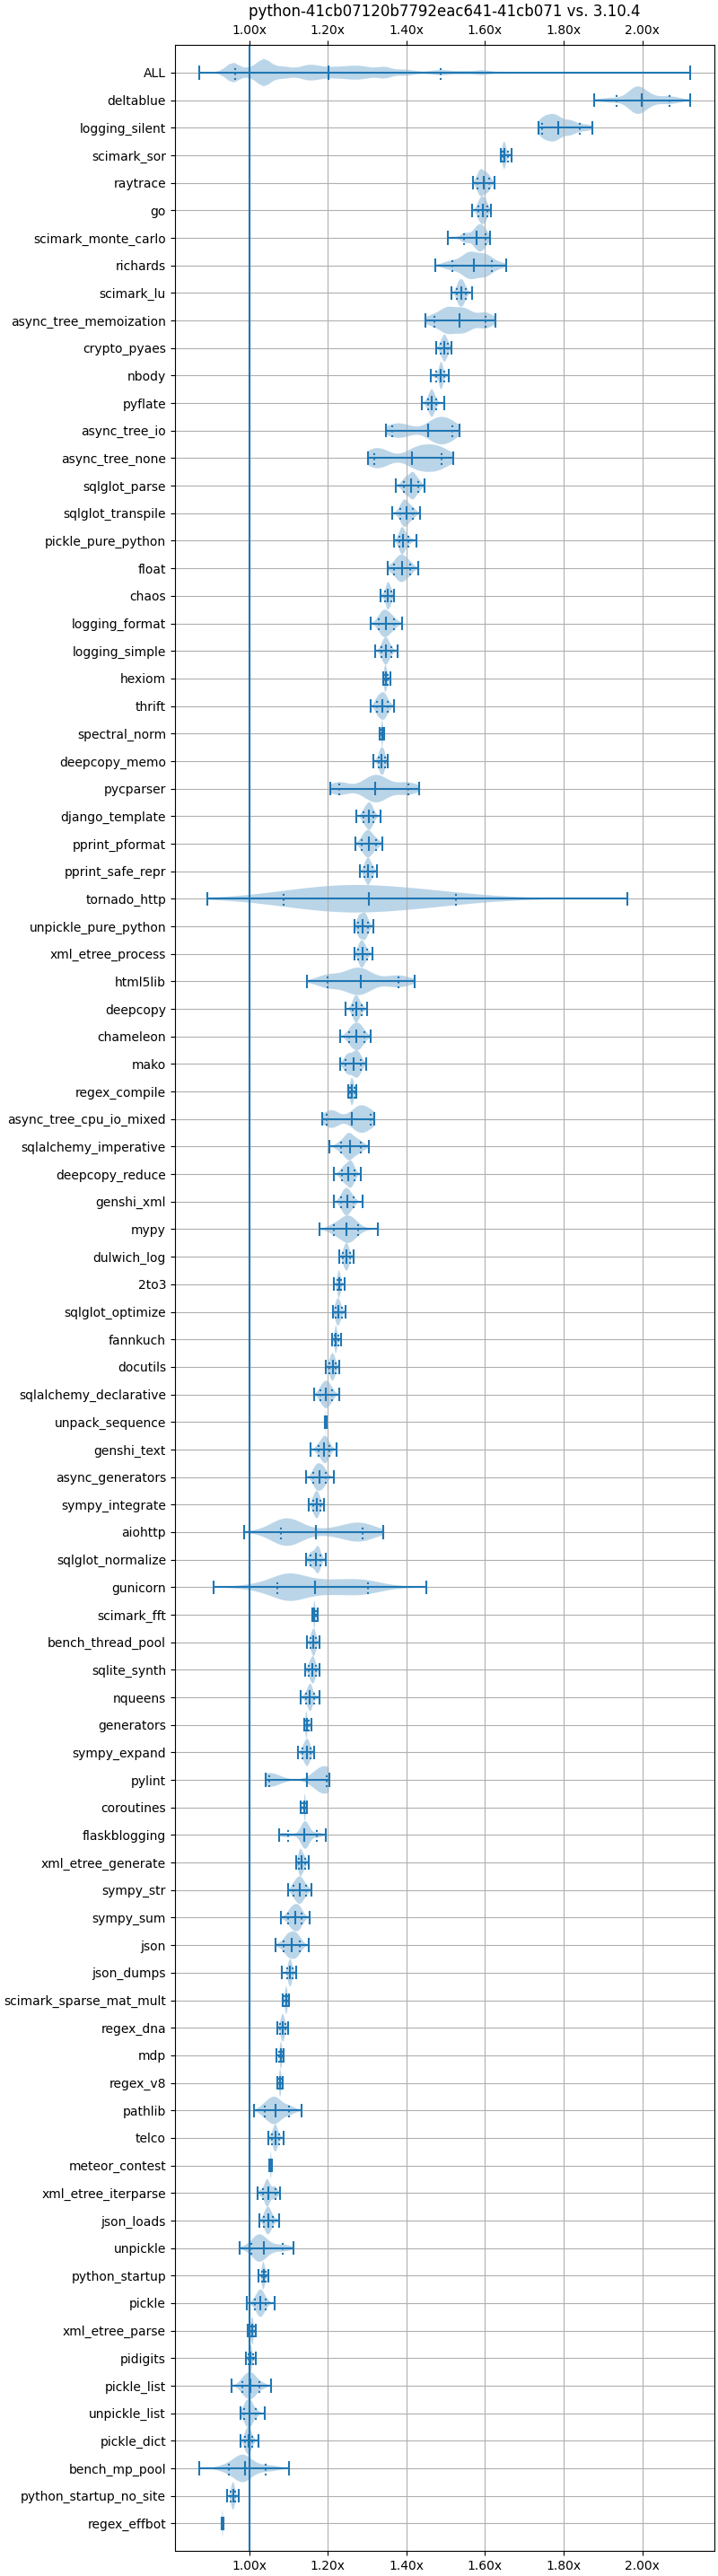 python-41cb07120b7792eac641-41cb071 vs. 3.10.4
1.00x 1.20x 1.40x 1.60x 1.80x 2.00x
ALL
deltablue
logging_silent
scimark_sor
raytrace
go
scimark_monte_carlo
richards
scimark_lu
async_tree_memoization
crypto_pyaes
nbody
pyflate
async_tree_io
async_tree_none
sqlglot_parse
sqlglot_transpile
pickle_pure_python
float
chaos
logging_format
logging_simple
hexiom
thrift
spectral_norm
deepcopy_memo
pycparser
django_template
pprint_pformat
pprint_safe_repr
tornado_http
unpickle_pure_python
xml_etree_process
html5lib
deepcopy
chameleon
mako
regex_compile
async_tree_cpu_io_mixed
sqlalchemy_imperative
deepcopy_reduce
genshi_xml
mypy
dulwich_log
2to3
sqlglot_optimize
fannkuch
docutils
sqlalchemy_declarative
unpack_sequence
genshi_text
async_generators
sympy_integrate
aiohttp
sqlglot_normalize
gunicorn
scimark_fft
bench_thread_pool
sqlite_synth
nqueens
generators
sympy_expand
pylint
coroutines
flaskblogging
xml_etree_generate
sympy_str
sympy_sum
json
json_dumps
scimark_sparse_mat_mult
regex_dna
mdp
regex_v8
pathlib
telco
meteor_contest
xml_etree_iterparse
json_loads
unpickle
python_startup
pickle
xml_etree_parse
pidigits
pickle_list
unpickle_list
pickle_dict
bench_mp_pool
python_startup_no_site
regex_effbot
1.00x 1.20x 1.40x 1.60x 1.80x 2.00x